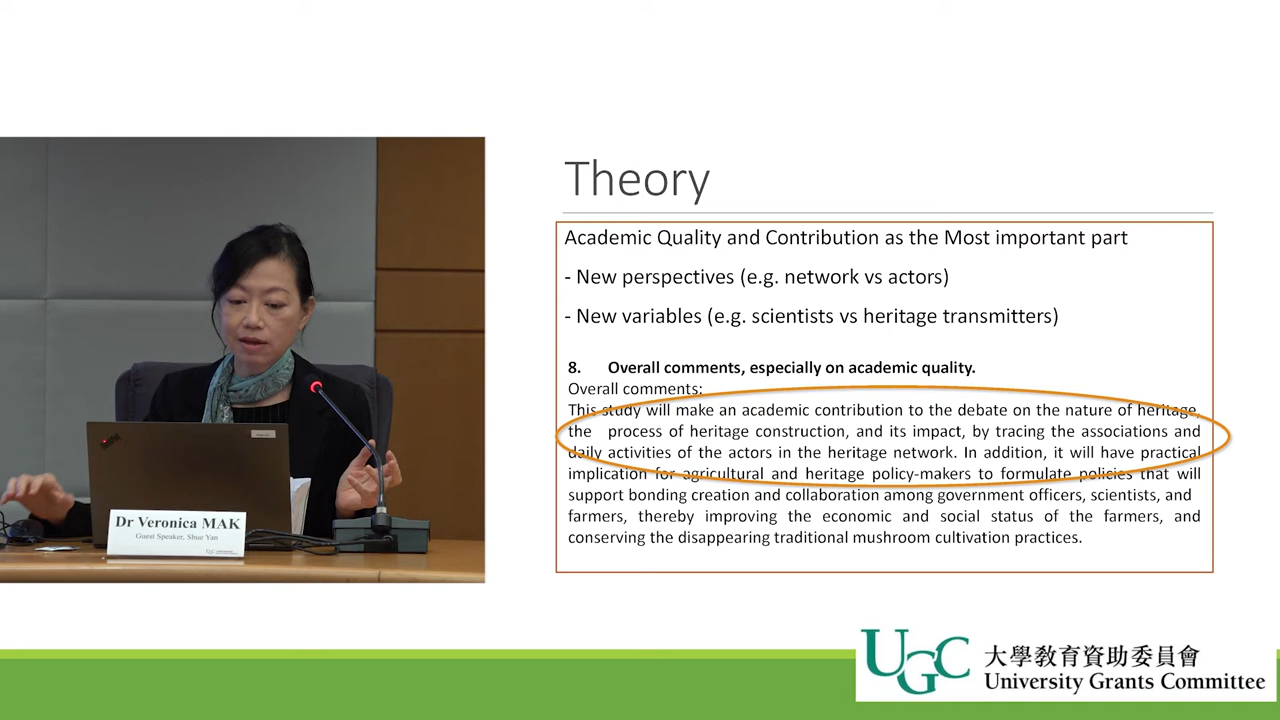 Theory
Academic Quality and Contribution as the Most important part
- New perspectives (e.g. network vs actors)
- New variables (e.g. scientists vs heritage transmitters)
8. Overall comments, especially on academic quality.
Overall comments:
This study will make an academic contribution to the debate on the nature of heritage,
the process of heritage construction, and its impact, by tracing the associations and
daily activities of the actors in the heritage network. In addition, it will have practical
implication for agricultural and heritage policy-makers to formulate policies that will
support bonding creation and collaboration among government officers, scientists, and
farmers, thereby improving the economic and social status of the farmers, and
conserving the disappearing traditional mushroom cultivation practices.
Dr Veronica MAK
Guest Speaker, Shue Yan
UGC
UGC
大學教育資助委員會
University Grants Committee